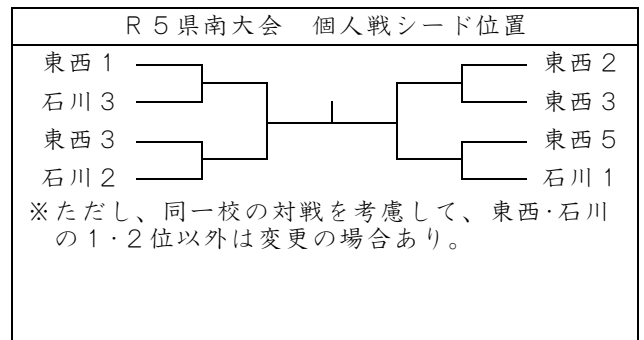 Ｒ５県南大会　個人戦シード位置
東西１
東西２
石川３
東西３
東西３
東西５
石川２
石川１
※ただし、同一校の対戦を考慮して、東西・石川
の１・２位以外は変更の場合あり。